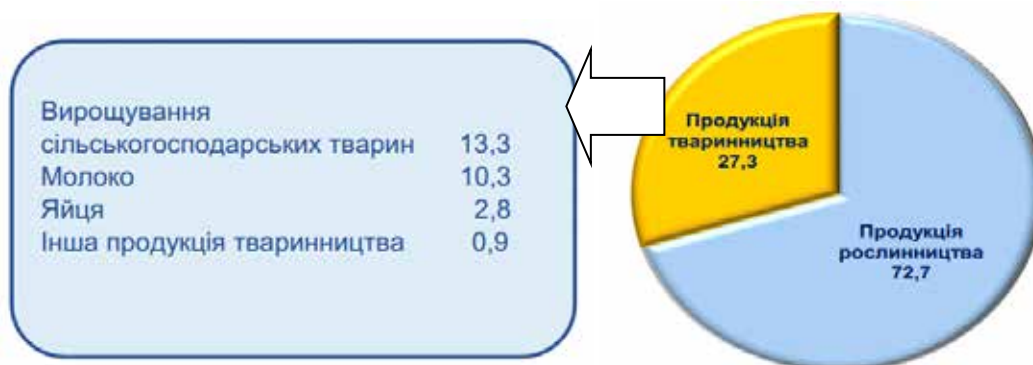 Вирощування
сільськогосподарських тварин 13,3
Молоко 10,3
Яйця 2,8
Інша продукція тваринництва 0,9
Продукція
тваринництва
27,3
Продукція
рослинництва
72,7